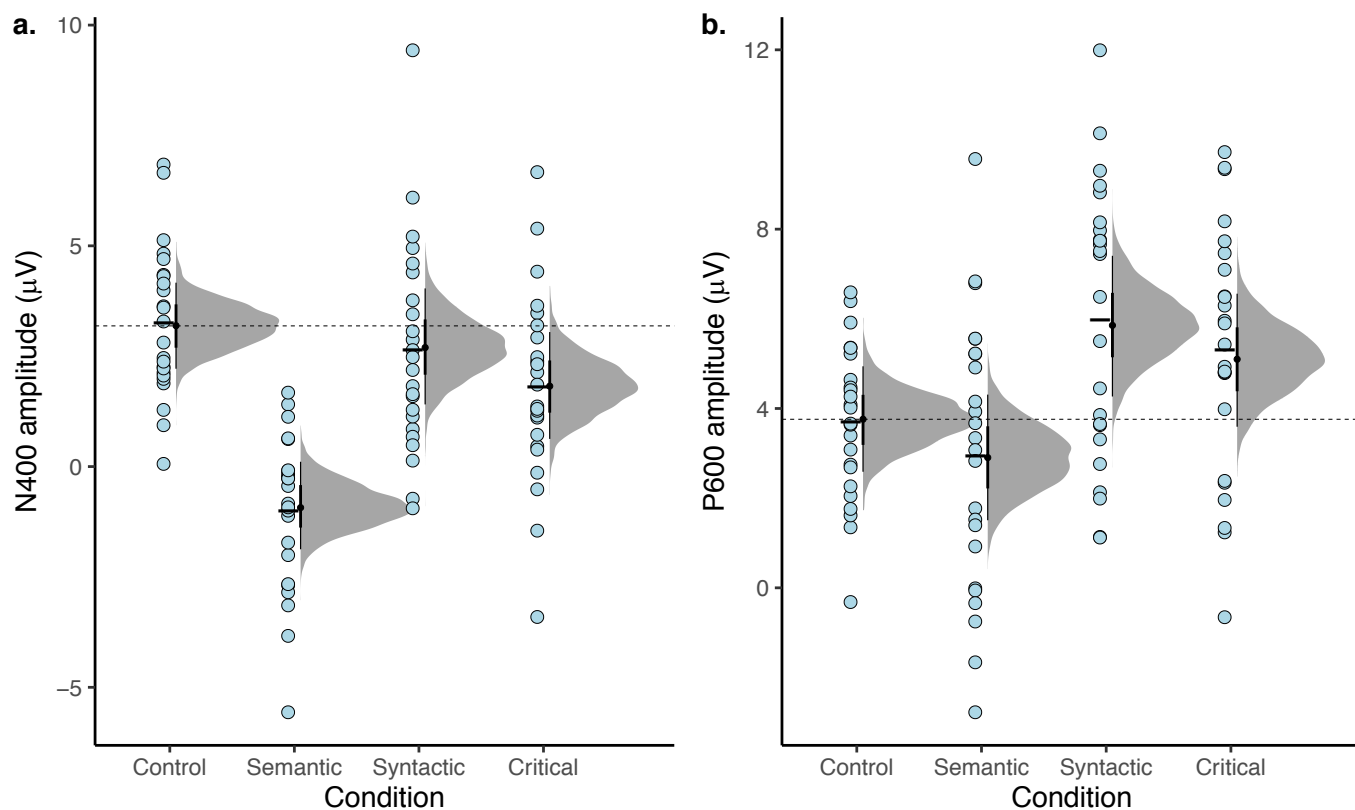 a.
N400 amplitude (μV)
10
5
0
−5
Control
Semantic
Syntactic
Critical
Condition
b.
P600 amplitude (μV)
12
8
4
0
Control
Semantic
Syntactic
Critical
Condition